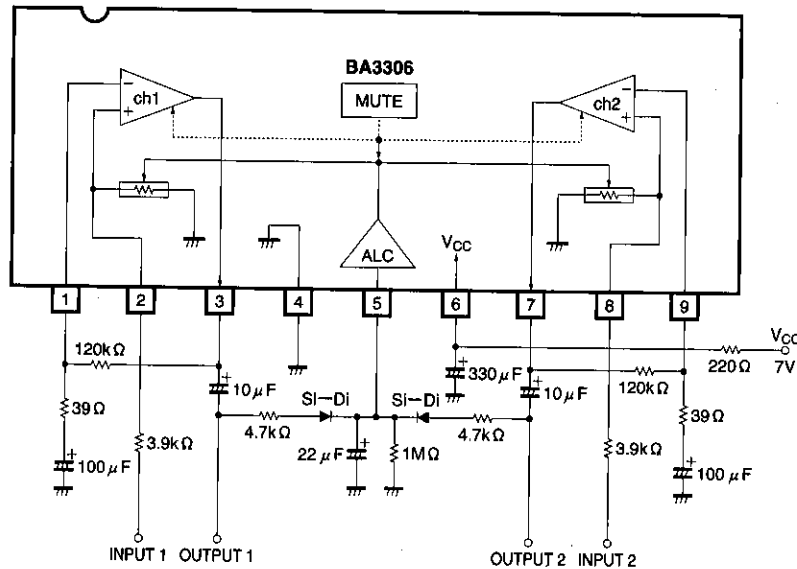 BA3306
MUTE
ch1
ch2
−
+
−
+
ALC
VCC
1
2
3
4
5
6
7
8
9
120kΩ
10μF
+
Si–Di
Si–Di
+
330μF
+
10μF
120kΩ
220Ω
VCC
7V
39Ω
4.7kΩ
22μF
+
1MΩ
4.7kΩ
39Ω
+
100μF
3.9kΩ
3.9kΩ
+
100μF
INPUT 1
OUTPUT 1
OUTPUT 2
INPUT 2